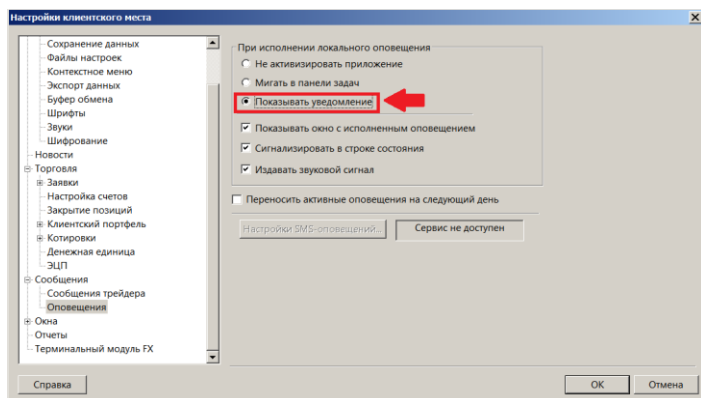 Настройки клиентского места
Сохранение данных
Файлы настроек
Контекстное меню
Экспорт данных
Буфер обмена
Шрифты
Звуки
Шифрование
Новости
Торговля
Заявки
Настройка счетов
Закрытие позиций
Клиентский портфель
Котировки
Денежная единица
ЭЦП
Сообщения
Сообщения трейдера
Оповещения
Окна
Отчеты
Терминальный модуль FX
При исполнении локального оповещения
Не активизировать приложение
Мигать в панели задач
Показывать уведомление
Показывать окно с исполненным оповещением
Сигнализировать в строке состояния
Издавать звуковой сигнал
Переносить активные оповещения на следующий день
Настройки SMS-оповещений...
Сервис не доступен
Справка
ОК
Отмена